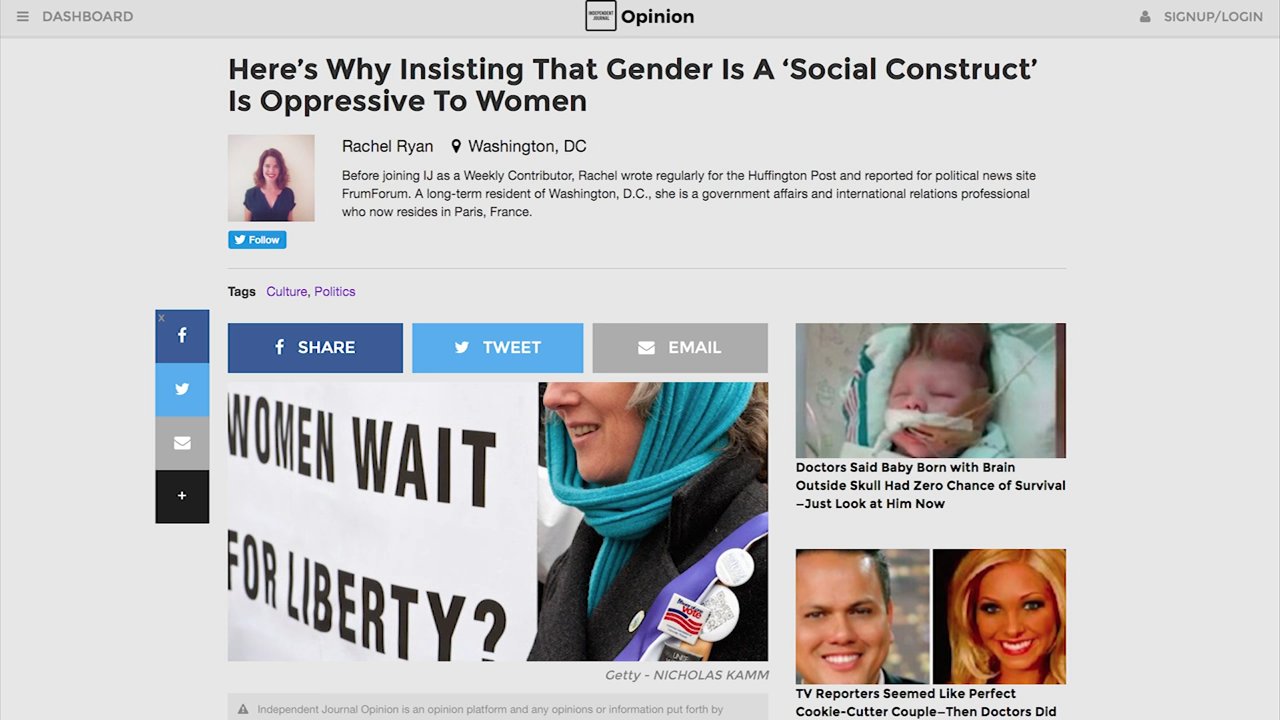 DASHBOARD
INDEPENDENT
JOURNAL
Opinion
SIGNUP/LOGIN
Here’s Why Insisting That Gender Is A ‘Social Construct’
Is Oppressive To Women
Rachel Ryan
Washington, DC
Before joining IJ as a Weekly Contributor, Rachel wrote regularly for the Huffington Post and reported for political news site
FrumForum. A long-term resident of Washington, D.C., she is a government affairs and international relations professional
who now resides in Paris, France.
Follow
Tags Culture, Politics
X
SHARE
TWEET
EMAIL
WOMEN WAIT
FOR LIBERTY?
VOTE
Getty - NICHOLAS KAMM
Independent Journal Opinion is an opinion platform and any opinions or information put forth by
Doctors Said Baby Born with Brain
Outside Skull Had Zero Chance of Survival
—Just Look at Him Now
TV Reporters Seemed Like Perfect
Cookie-Cutter Couple—Then Doctors Did